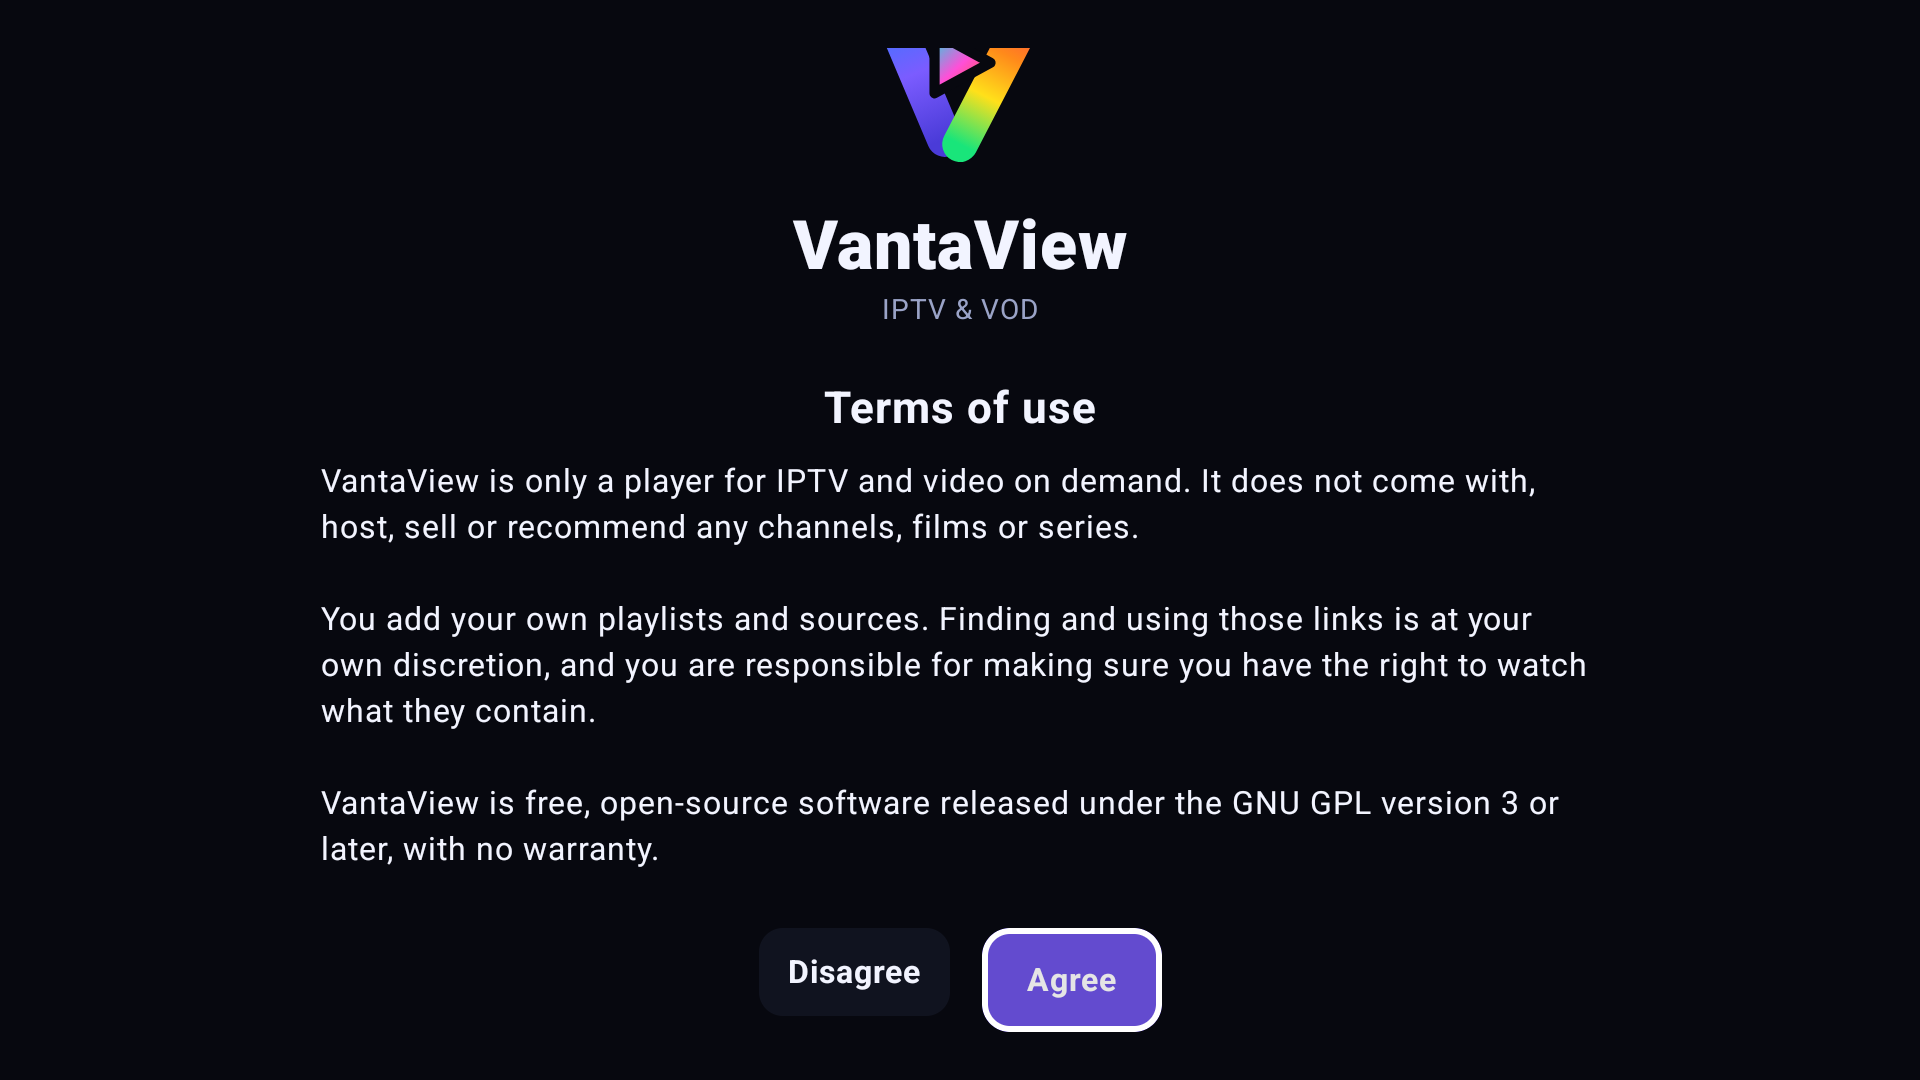 VantaView
IPTV & VOD
Terms of use
VantaView is only a player for IPTV and video on demand. It does not come with,
host, sell or recommend any channels, films or series.
You add your own playlists and sources. Finding and using those links is at your
own discretion, and you are responsible for making sure you have the right to watch
what they contain.
VantaView is free, open-source software released under the GNU GPL version 3 or
later, with no warranty.
Disagree
Agree